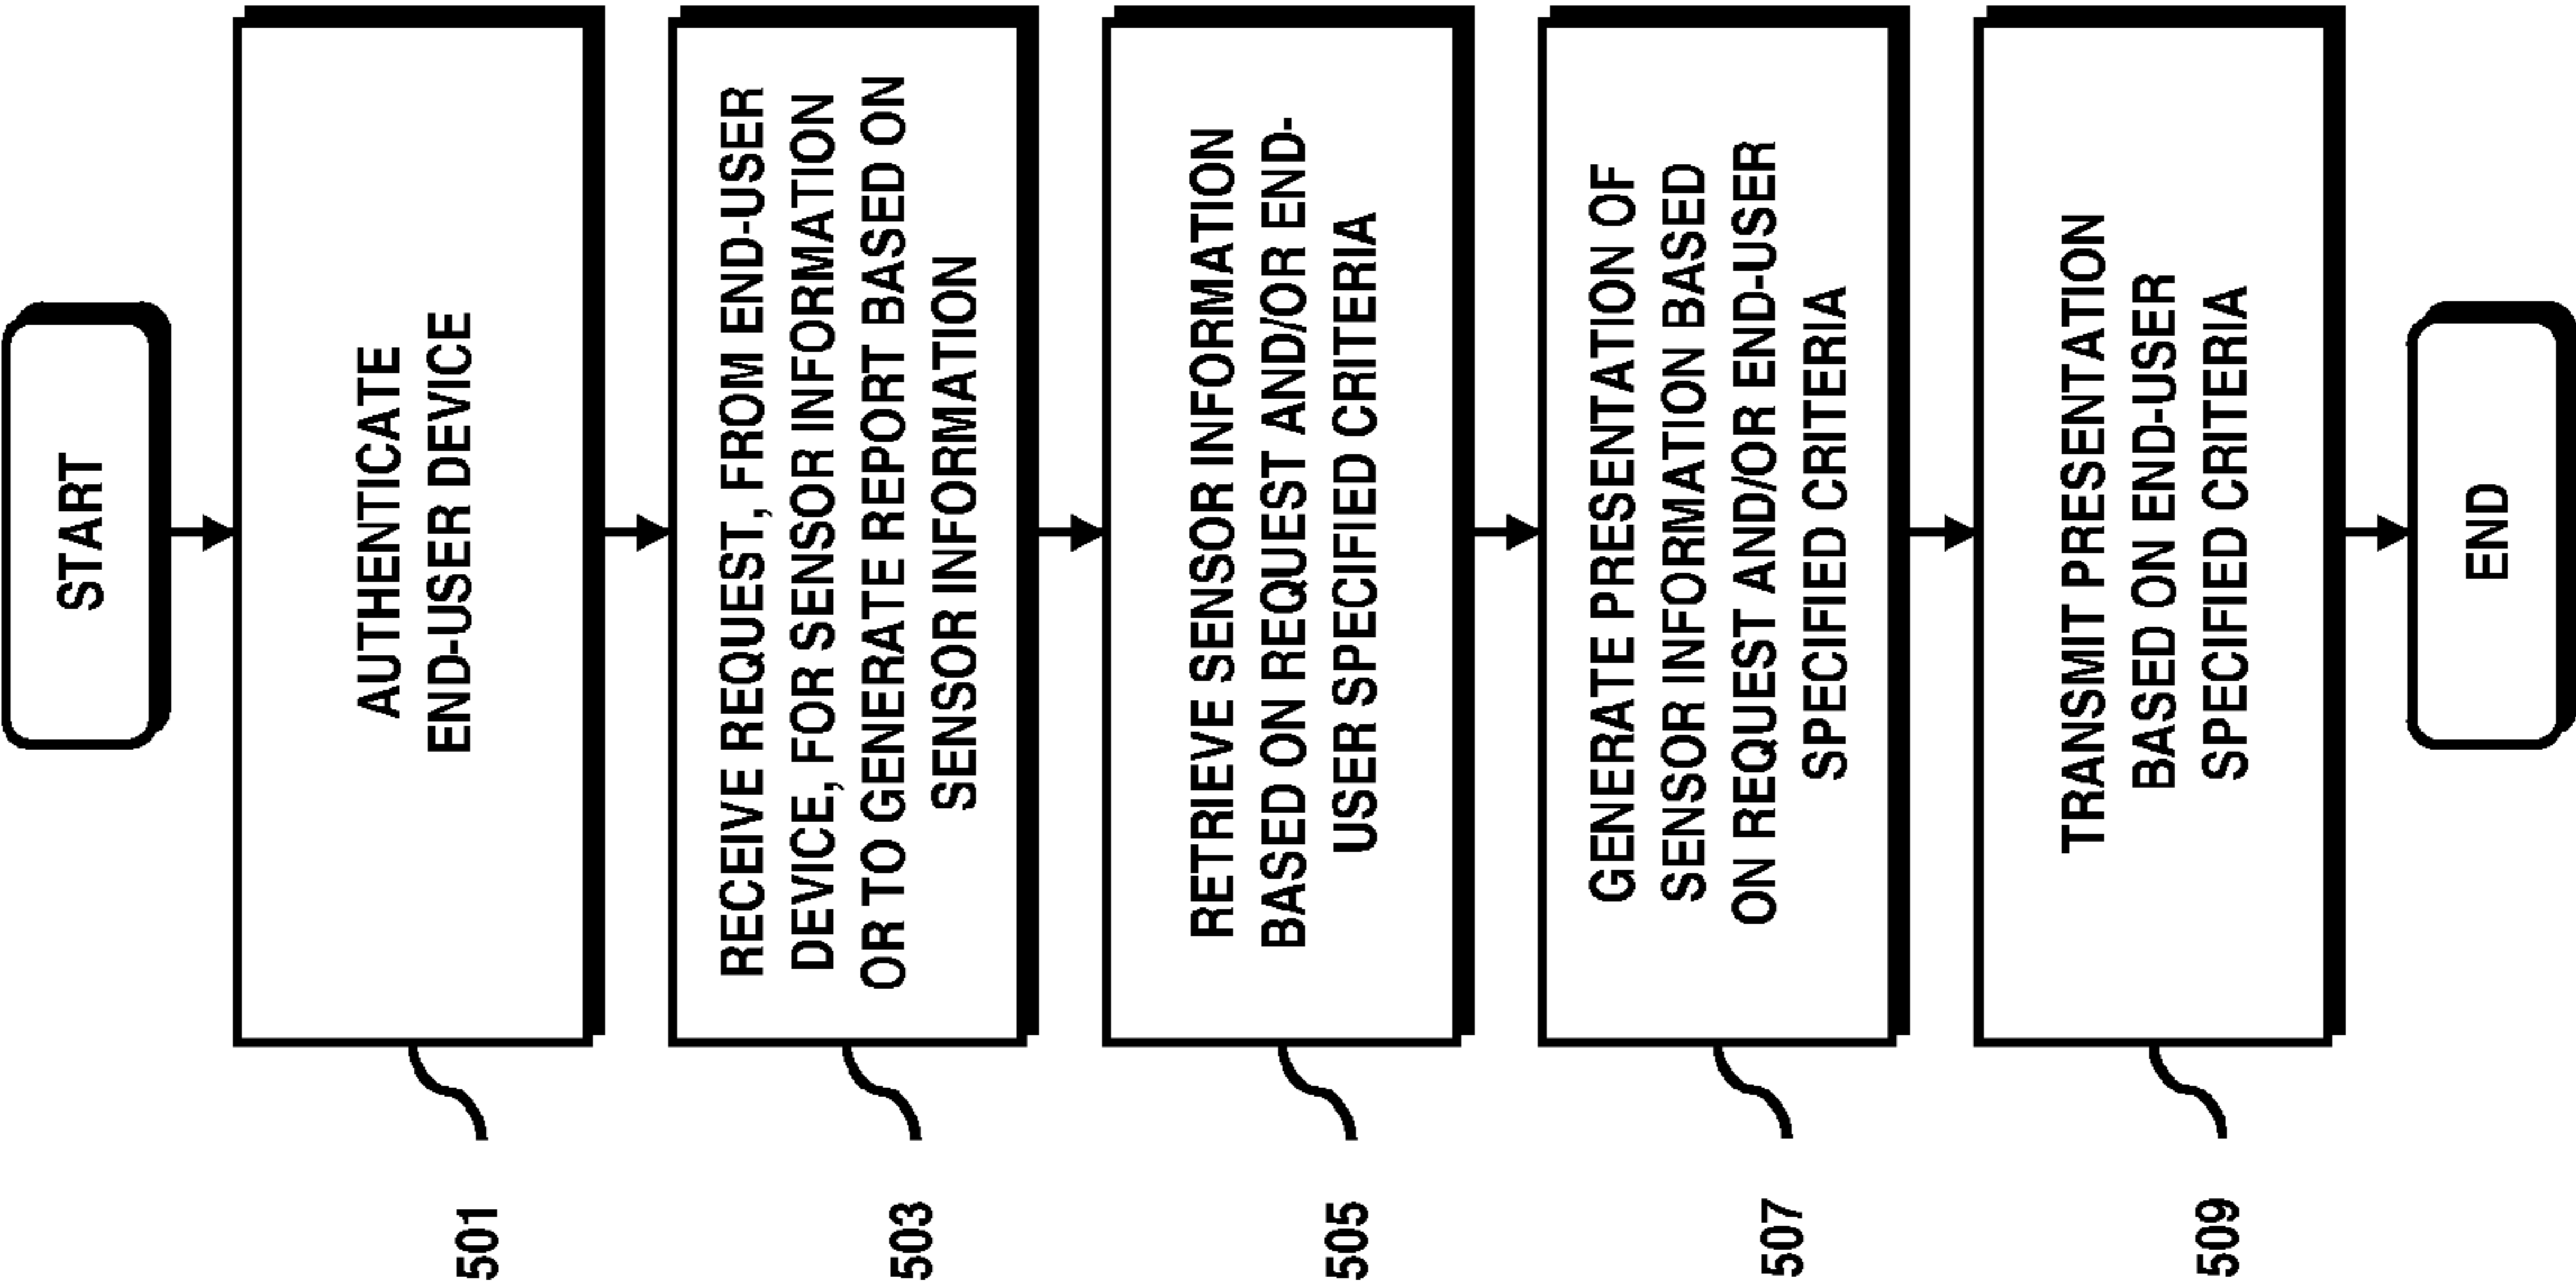 START
AUTHENTICATE
END-USER DEVICE
501
RECEIVE REQUEST, FROM END-USER
DEVICE, FOR SENSOR INFORMATION
OR TO GENERATE REPORT BASED ON
SENSOR INFORMATION
503
RETRIEVE SENSOR INFORMATION
BASED ON REQUEST AND/OR END-
USER SPECIFIED CRITERIA
505
GENERATE PRESENTATION OF
SENSOR INFORMATION BASED
ON REQUEST AND/OR END-USER
SPECIFIED CRITERIA
507
TRANSMIT PRESENTATION
BASED ON END-USER
SPECIFIED CRITERIA
509
END